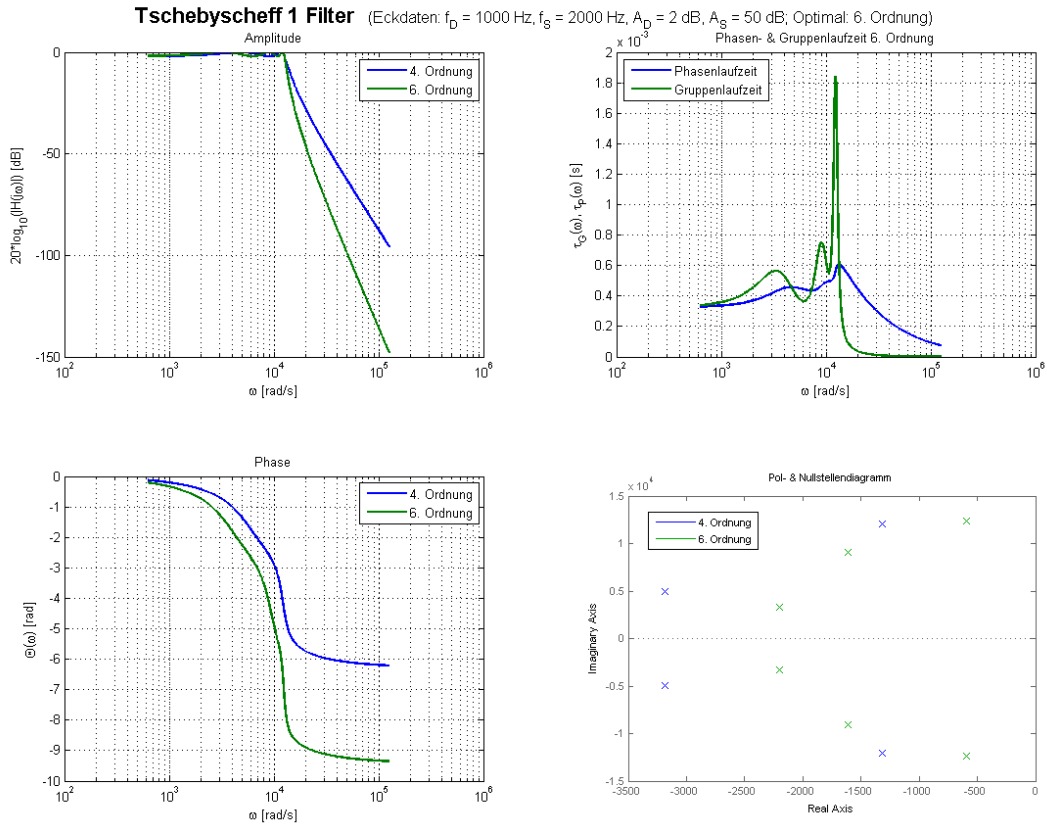 Tschebyscheff 1 Filter (Eckdaten: f_D = 1000 Hz, f_S = 2000 Hz, A_D = 2 dB, A_S = 50 dB; Optimal: 6. Ordnung)
Amplitude
4. Ordnung
6. Ordnung
20*log10(|H(jω)|) [dB]
0
-50
-100
-150
10^2 10^3 10^4 10^5 10^6
ω [rad/s]
Phasen- & Gruppenlaufzeit 6. Ordnung
x 10^-3
Phasenlaufzeit
Gruppenlaufzeit
τ_G(ω), τ_P(ω) [s]
2
1.8
1.6
1.4
1.2
1
0.8
0.6
0.4
0.2
0
10^2 10^3 10^4 10^5 10^6
ω [rad/s]
Phase
4. Ordnung
6. Ordnung
Θ(ω) [rad]
0
-1
-2
-3
-4
-5
-6
-7
-8
-9
-10
10^2 10^3 10^4 10^5 10^6
ω [rad/s]
Pol- & Nullstellendiagramm
x 10^4
4. Ordnung
6. Ordnung
Imaginary Axis
1.5
1
0.5
0
-0.5
-1
-1.5
-3500 -3000 -2500 -2000 -1500 -1000 -500 0
Real Axis